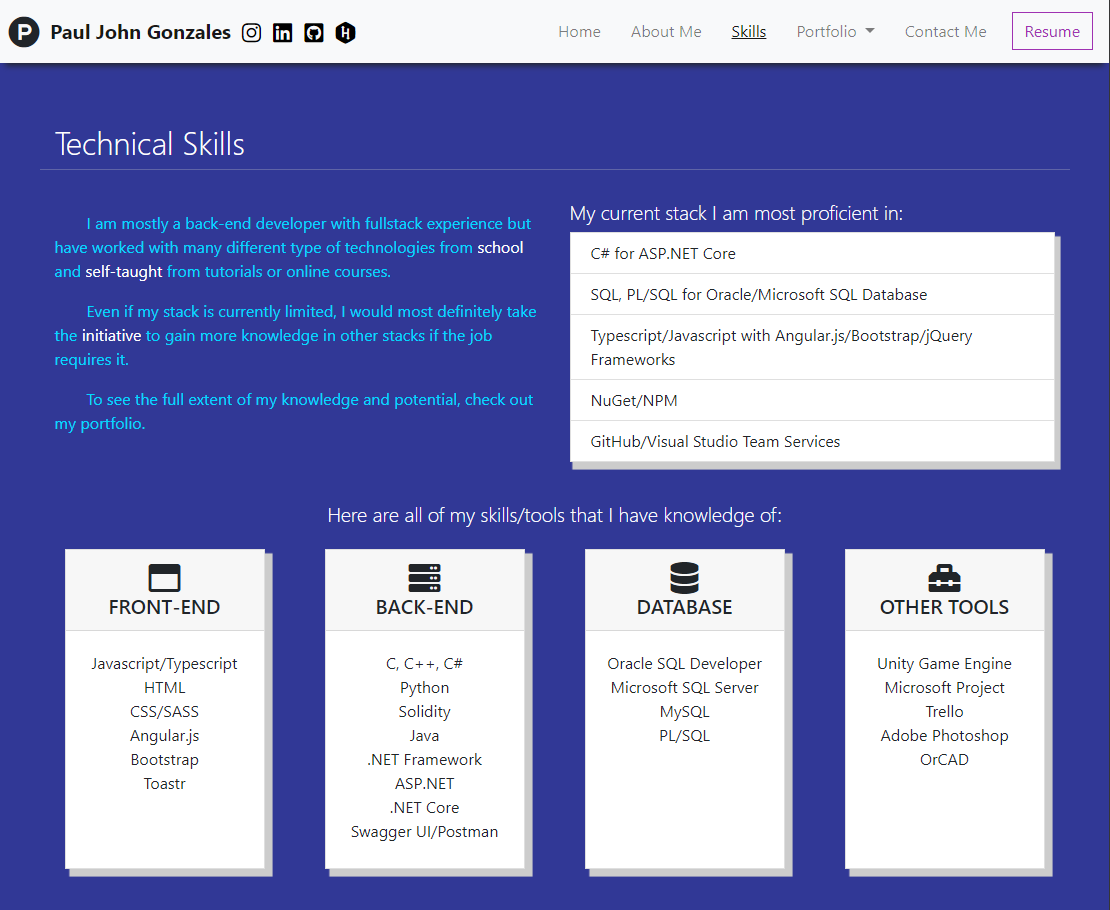 P Paul John Gonzales
Home About Me Skills Portfolio Contact Me Resume
Technical Skills
I am mostly a back-end developer with fullstack experience but
have worked with many different type of technologies from school
and self-taught from tutorials or online courses.
Even if my stack is currently limited, I would most definitely take
the initiative to gain more knowledge in other stacks if the job
requires it.
To see the full extent of my knowledge and potential, check out
my portfolio.
My current stack I am most proficient in:
C# for ASP.NET Core
SQL, PL/SQL for Oracle/Microsoft SQL Database
Typescript/Javascript with Angular.js/Bootstrap/jQuery
Frameworks
NuGet/NPM
GitHub/Visual Studio Team Services
Here are all of my skills/tools that I have knowledge of:
FRONT-END
Javascript/Typescript
HTML
CSS/SASS
Angular.js
Bootstrap
Toastr
BACK-END
C, C++, C#
Python
Solidity
Java
.NET Framework
ASP.NET
.NET Core
Swagger UI/Postman
DATABASE
Oracle SQL Developer
Microsoft SQL Server
MySQL
PL/SQL
OTHER TOOLS
Unity Game Engine
Microsoft Project
Trello
Adobe Photoshop
OrCAD